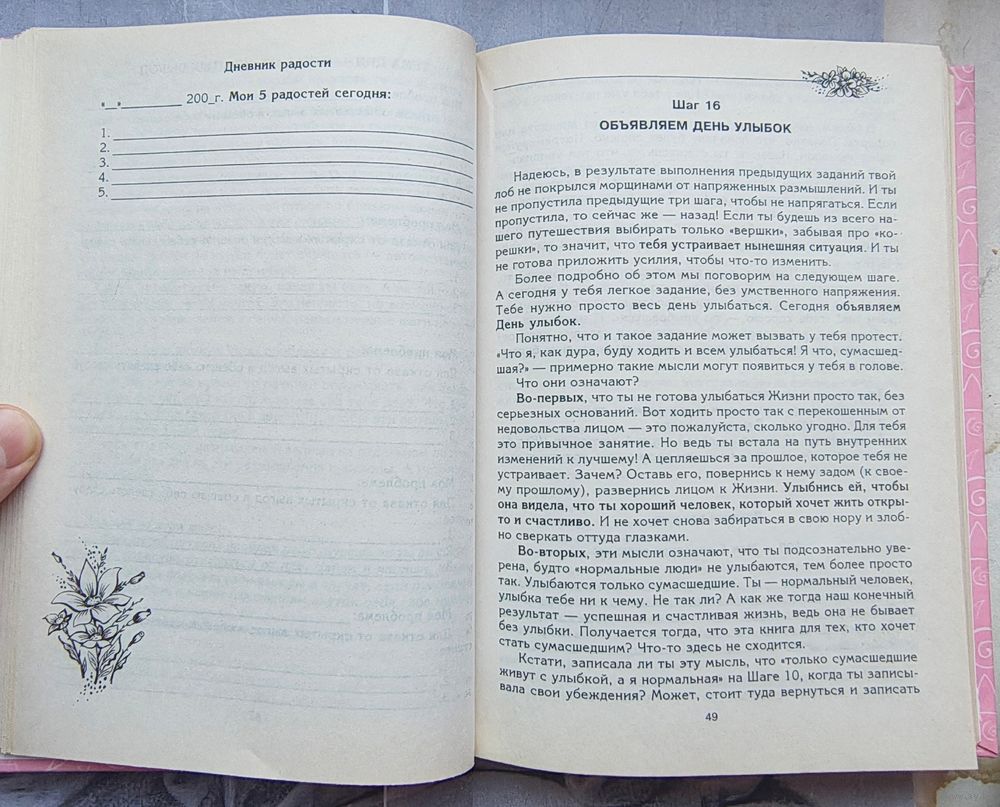 Дневник радости
«__»________ 200_г. Мои 5 радостей сегодня:
1.
2.
3.
4.
5.
Шаг 16
ОБЪЯВЛЯЕМ ДЕНЬ УЛЫБОК
Надеюсь, в результате выполнения предыдущих заданий твой
лоб не покрылся морщинами от напряженных размышлений. И ты
не пропустила предыдущие три шага, чтобы не напрягаться. Если
пропустила, то сейчас же — назад! Если ты будешь из всего на-
шего путешествия выбирать только «вершки», забывая про «ко-
решки», то значит, что тебя устраивает нынешняя ситуация. И ты
не готова приложить усилия, чтобы что-то изменить.
Более подробно об этом мы поговорим на следующем шаге.
А сегодня у тебя легкое задание, без умственного напряжения.
Тебе нужно просто весь день улыбаться. Сегодня объявляем
День улыбок.
Понятно, что и такое задание может вызвать у тебя протест.
«Что я, как дура, буду ходить и всем улыбаться! Я что, сумасшед-
шая?» — примерно такие мысли могут появиться у тебя в голове.
Что они означают?
Во-первых, что ты не готова улыбаться Жизни просто так, без
серьезных оснований. Вот ходить просто так с перекошенным от
недовольства лицом — это пожалуйста, сколько угодно. Для тебя
это привычное занятие. Но ведь ты встала на путь внутренних
изменений к лучшему! А цепляешься за прошлое, которое тебя не
устраивает. Зачем? Оставь его, повернись к нему задом (к свое-
му прошлому), развернись лицом к Жизни. Улыбнись ей, чтобы
она видела, что ты хороший человек, который хочет жить откры-
то и счастливо. И не хочет снова забираться в свою нору и злоб-
но сверкать оттуда глазками.
Во-вторых, эти мысли означают, что ты подсознательно уве-
рена, будто «нормальные люди» не улыбаются, тем более просто
так. Улыбаются только сумасшедшие. Ты — нормальный человек,
улыбка тебе ни к чему. Не так ли? А как же тогда наш конечный
результат — успешная и счастливая жизнь, ведь она не бывает
без улыбки. Получается тогда, что эта книга для тех, кто хочет
стать сумасшедшим? Что-то здесь не сходится.
Кстати, записала ли ты эту мысль, что «только сумасшедшие
живут с улыбкой, а я нормальная» на Шаге 10, когда ты записы-
вала свои убеждения? Может, стоит туда вернуться и записать
49